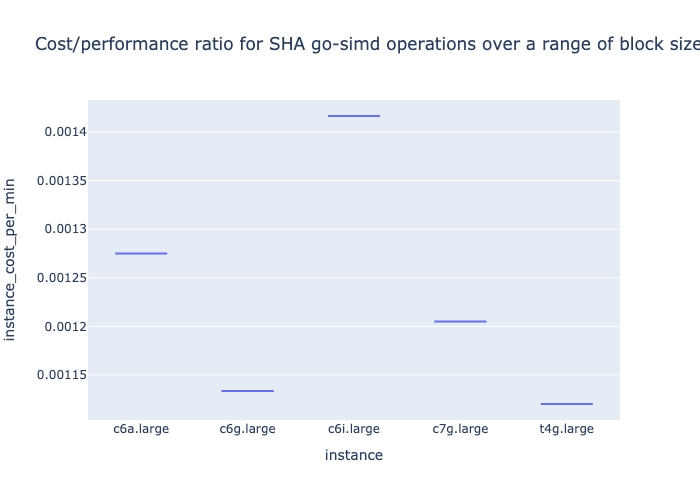 Cost/performance ratio for SHA go-simd operations over a range of block size
instance_cost_per_min
0.0014
0.00135
0.0013
0.00125
0.0012
0.00115
c6a.large c6g.large c6i.large c7g.large t4g.large
instance